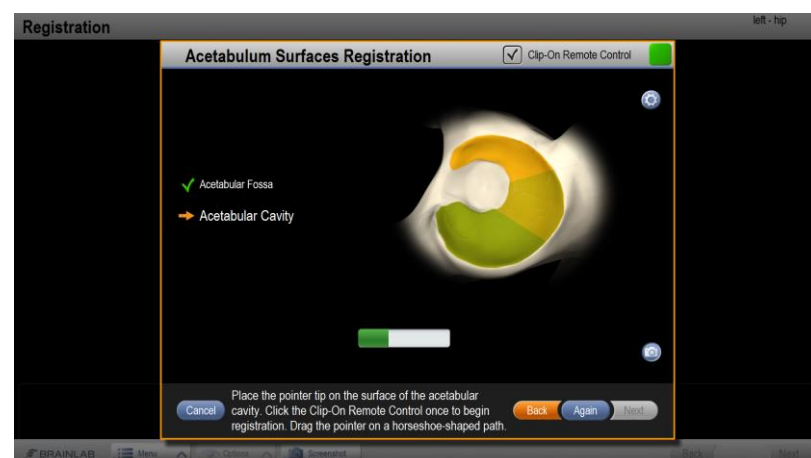 Registration
left - hip
Acetabulum Surfaces Registration
Clip-On Remote Control
Acetabular Fossa
Acetabular Cavity
Cancel
Place the pointer tip on the surface of the acetabular
cavity. Click the Clip-On Remote Control once to begin
registration. Drag the pointer on a horseshoe-shaped path.
Back
Again
Next
BRAINLAB
Menu
Options
Screenshot
Back
Next